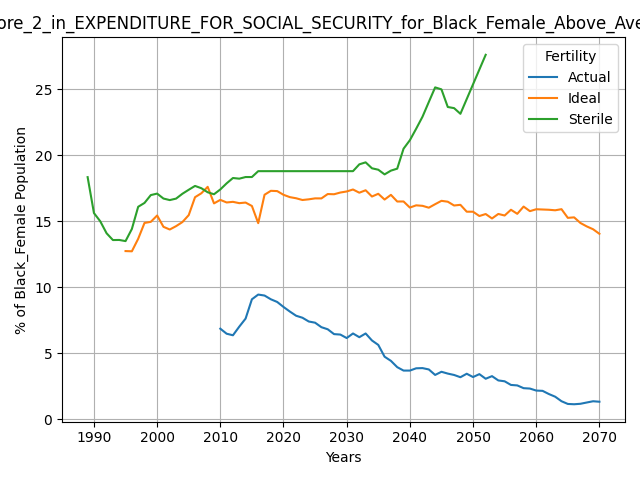 ore_2_in_EXPENDITURE_FOR_SOCIAL_SECURITY_for_Black_Female_Above_Ave
Fertility
Actual
Ideal
Sterile
% of Black_Female Population
25
20
15
10
5
0
1990 2000 2010 2020 2030 2040 2050 2060 2070
Years